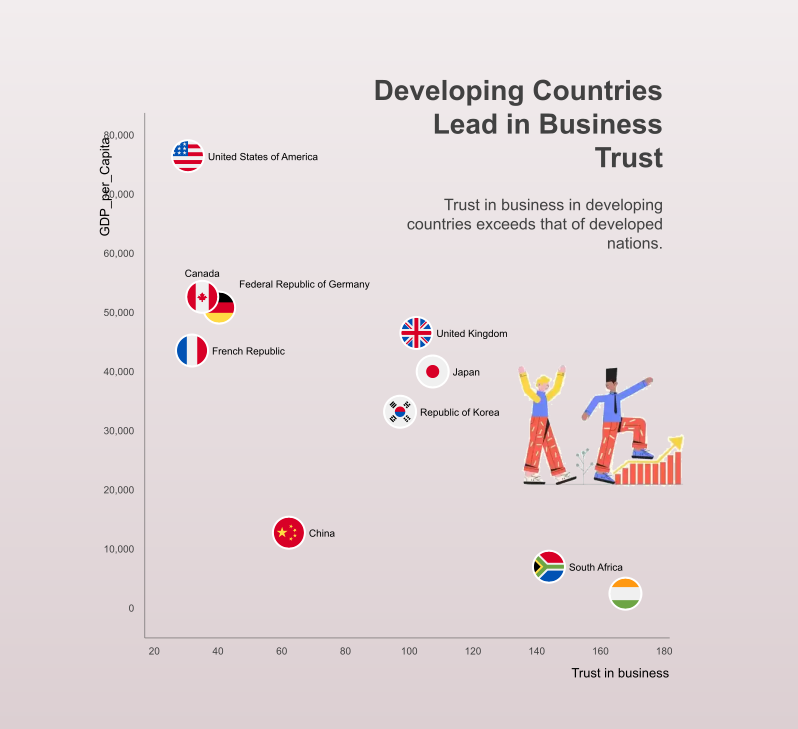 Developing Countries
Lead in Business
Trust
Trust in business in developing
countries exceeds that of developed
nations.
GDP_per_Capita
80,000
70,000
60,000
50,000
40,000
30,000
20,000
10,000
0
United States of America
Canada
Federal Republic of Germany
French Republic
United Kingdom
Japan
Republic of Korea
China
South Africa
20 40 60 80 100 120 140 160 180
Trust in business